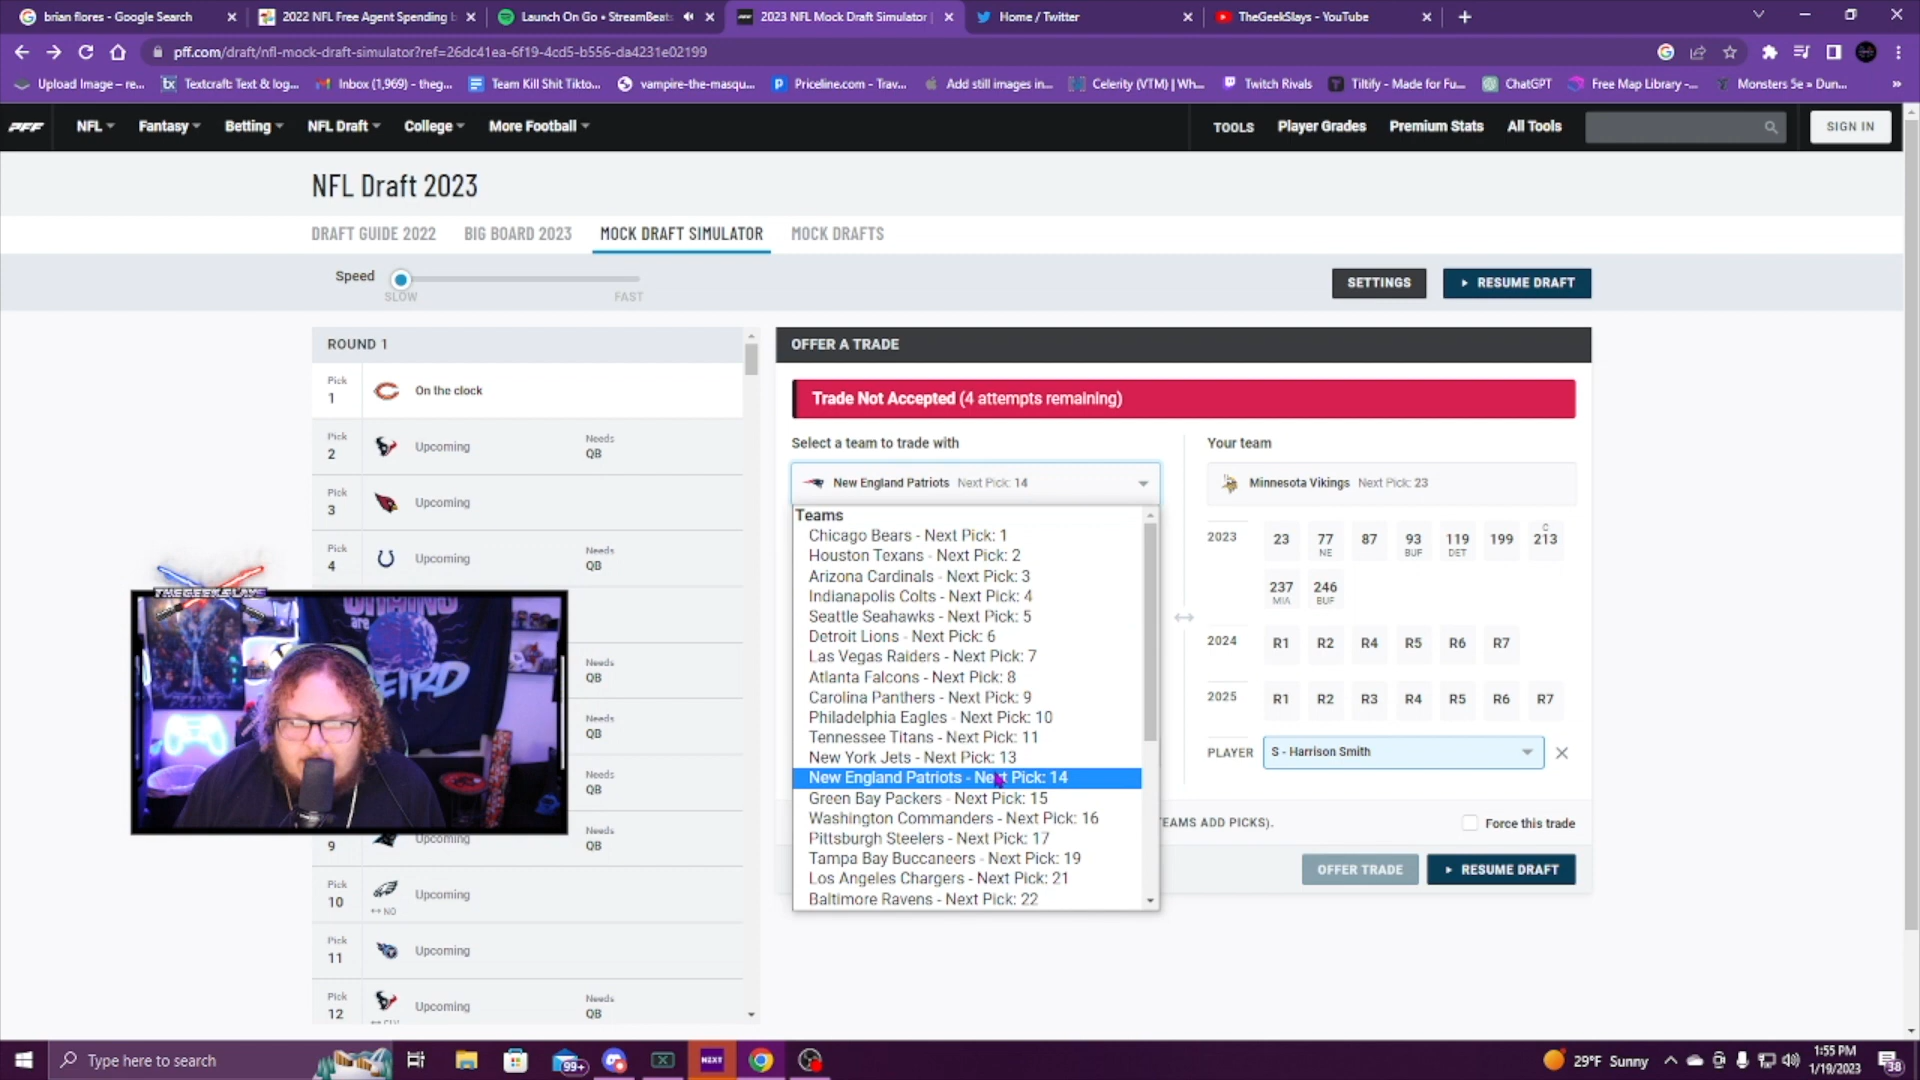 brian flores - Google Search
2022 NFL Free Agent Spending b
Launch On Go • StreamBeats
2023 NFL Mock Draft Simulator |
Home / Twitter
TheGeekSlays - YouTube
pff.com/draft/nfl-mock-draft-simulator?ref=26dc41ea-6f19-4cd5-b556-da4231e02199
Upload Image – re...
Textcraft: Text & log...
Inbox (1,969) – theg...
Team Kill Shit Tikto...
vampire-the-masqu...
Priceline.com - Trav...
Add still images in...
Celerity (VTM) | Wh...
Twitch Rivals
Tiltify - Made for Fu...
ChatGPT
Free Map Library –...
Monsters 5e » Dun...
PFF
NFL
Fantasy
Betting
NFL Draft
College
More Football
TOOLS
Player Grades
Premium Stats
All Tools
SIGN IN
NFL Draft 2023
DRAFT GUIDE 2022
BIG BOARD 2023
MOCK DRAFT SIMULATOR
MOCK DRAFTS
Speed
SLOW
FAST
SETTINGS
RESUME DRAFT
ROUND 1
Pick
1
On the clock
Pick
2
Upcoming
Needs
QB
Pick
3
Upcoming
Pick
4
Upcoming
Needs
QB
Needs
QB
Needs
QB
Needs
QB
9
Upcoming
Needs
QB
Pick
10
↔ NO
Upcoming
Pick
11
Upcoming
Pick
12
Upcoming
Needs
QB
THEGEEKSLAYS
are
WEIRD
OFFER A TRADE
Trade Not Accepted (4 attempts remaining)
Select a team to trade with
New England Patriots Next Pick: 14
Teams
Chicago Bears - Next Pick: 1
Houston Texans - Next Pick: 2
Arizona Cardinals - Next Pick: 3
Indianapolis Colts - Next Pick: 4
Seattle Seahawks - Next Pick: 5
Detroit Lions - Next Pick: 6
Las Vegas Raiders - Next Pick: 7
Atlanta Falcons - Next Pick: 8
Carolina Panthers - Next Pick: 9
Philadelphia Eagles - Next Pick: 10
Tennessee Titans - Next Pick: 11
New York Jets - Next Pick: 13
New England Patriots - Next Pick: 14
Green Bay Packers - Next Pick: 15
Washington Commanders - Next Pick: 16
Pittsburgh Steelers - Next Pick: 17
Tampa Bay Buccaneers - Next Pick: 19
Los Angeles Chargers - Next Pick: 21
Baltimore Ravens - Next Pick: 22
Your team
Minnesota Vikings Next Pick: 23
2023
23
77
NE
87
93
BUF
119
DET
199
C
213
237
MIA
246
BUF
2024
R1 R2 R4 R5 R6 R7
2025
R1 R2 R3 R4 R5 R6 R7
PLAYER
S - Harrison Smith
TEAMS ADD PICKS).
Force this trade
OFFER TRADE
RESUME DRAFT
Type here to search
99+
NEXT
29°F Sunny
1:55 PM
1/19/2023
38